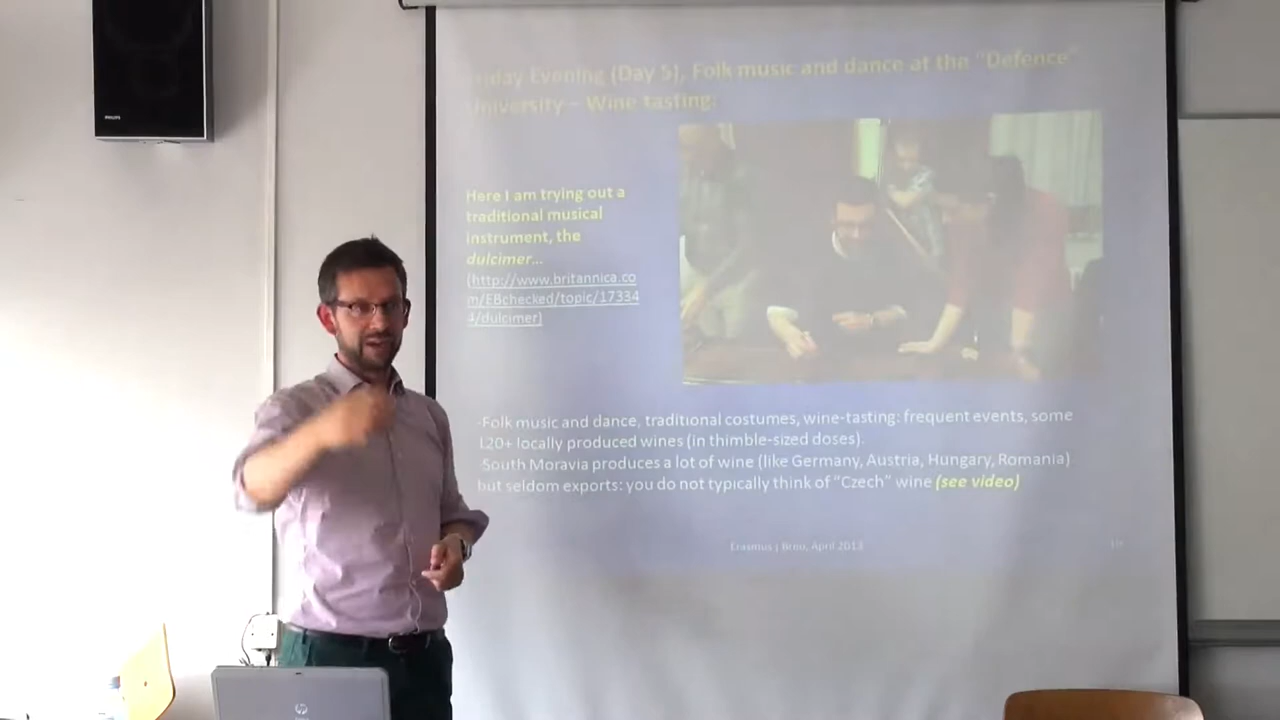 PHILIPS
Evening (Day 5), Folk music and dance at the "Defence"
University – Wine tasting:
Here I am trying out a
traditional musical
instrument, the
dulcimer...
(http://www.britannica.co
m/EBchecked/topic/17334
4/dulcimer)
-Folk music and dance, traditional costumes, wine-tasting: frequent events, some
120+ locally produced wines (in thimble-sized doses).
-South Moravia produces a lot of wine (like Germany, Austria, Hungary, Romania)
but seldom exports: you do not typically think of "Czech" wine (see video)
Erasmus | Brno, April 2013
hp